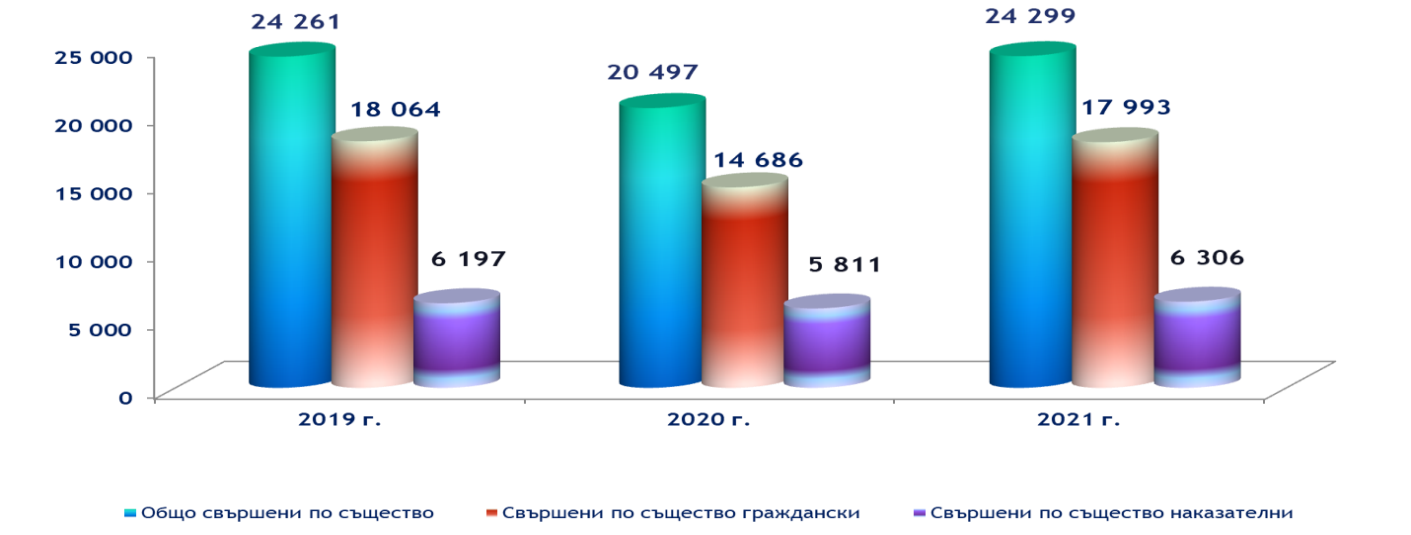 24 261
24 299
20 497
25 000
18 064
17 993
20 000
14 686
15 000
6 197
5 811
6 306
10 000
5 000
0
2019 г.
2020 г.
2021 г.
Общо свършени по същество
Свършени по същество граждански
Свършени по същество наказателни